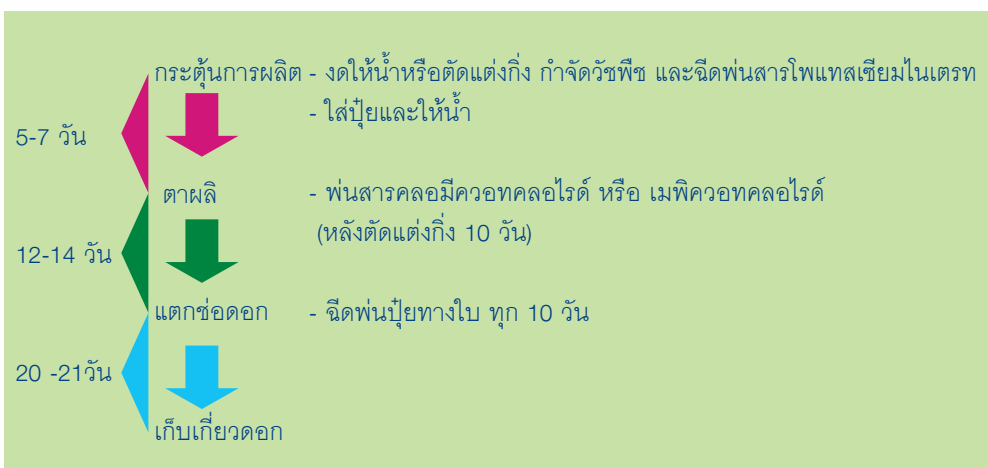 กระตุ้นการผลิต - งดให้น้ำหรือตัดแต่งกิ่ง กำจัดวัชพืช และฉีดพ่นสารโพแทสเซียมไนเตรท
- ใส่ปุ๋ยและให้น้ำ
5-7 วัน
ตาผลิ - พ่นสารคลอมีควอทคลอไรด์ หรือ เมพิควอทคลอไรด์
(หลังตัดแต่งกิ่ง 10 วัน)
12-14 วัน
แตกช่อดอก - ฉีดพ่นปุ๋ยทางใบ ทุก 10 วัน
20 -21วัน
เก็บเกี่ยวดอก